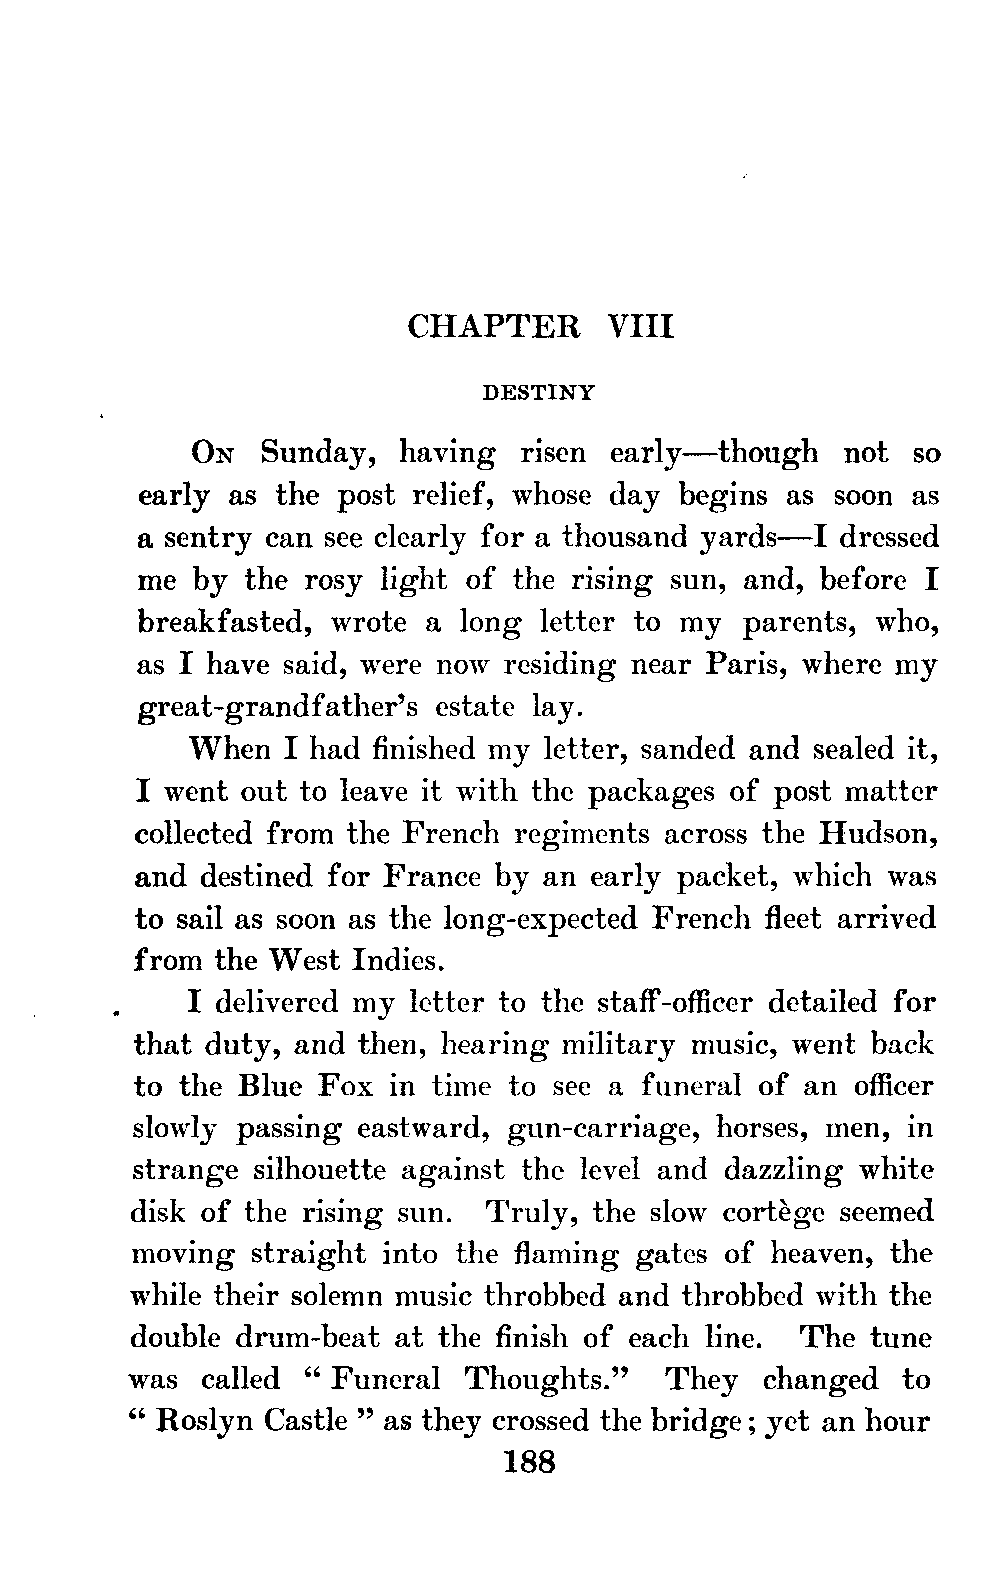 CHAPTER VIII
DESTINY
On Sunday, having risen early—though not so
early as the post relief, whose day begins as soon as
a sentry can see clearly for a thousand yards—I dressed
me by the rosy light of the rising sun, and, before I
breakfasted, wrote a long letter to my parents, who,
as I have said, were now residing near Paris, where my
great-grandfather's estate lay.
When I had finished my letter, sanded and sealed it,
I went out to leave it with the packages of post matter
collected from the French regiments across the Hudson,
and destined for France by an early packet, which was
to sail as soon as the long-expected French fleet arrived
from the West Indies.
I delivered my letter to the staff-officer detailed for
that duty, and then, hearing military music, went back
to the Blue Fox in time to see a funeral of an officer
slowly passing eastward, gun-carriage, horses, men, in
strange silhouette against the level and dazzling white
disk of the rising sun. Truly, the slow cortège seemed
moving straight into the flaming gates of heaven, the
while their solemn music throbbed and throbbed with the
double drum-beat at the finish of each line. The tune
was called “ Funeral Thoughts.” They changed to
“ Roslyn Castle ” as they crossed the bridge; yet an hour
188